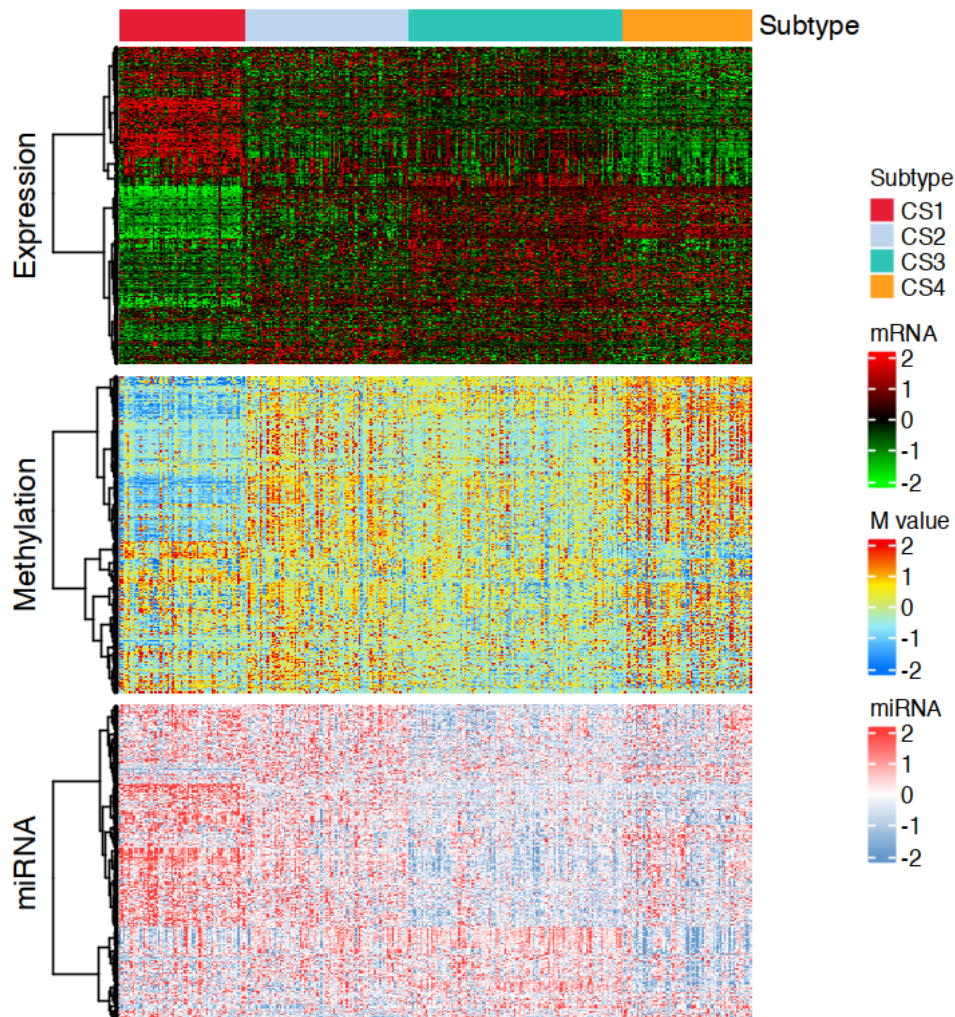 Subtype
Expression
Methylation
miRNA
Subtype
CS1
CS2
CS3
CS4
mRNA
2
1
0
-1
-2
M value
2
1
0
-1
-2
miRNA
2
1
0
-1
-2